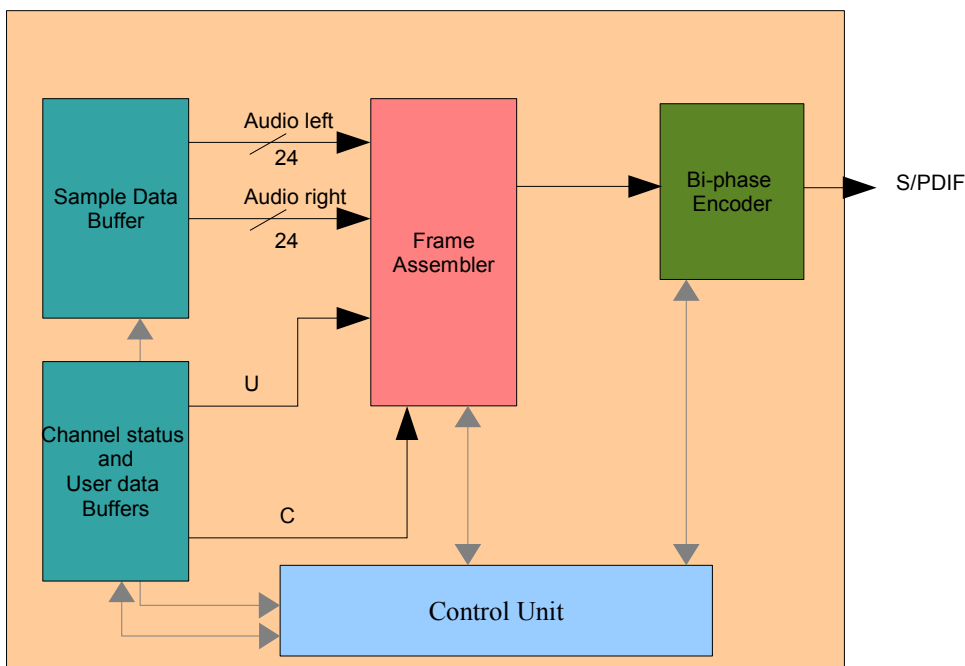 Audio left
24
Sample Data
Buffer
Audio right
24
Frame
Assembler
Bi-phase
Encoder
S/PDIF
U
Channel status
and
User data
Buffers
C
Control Unit